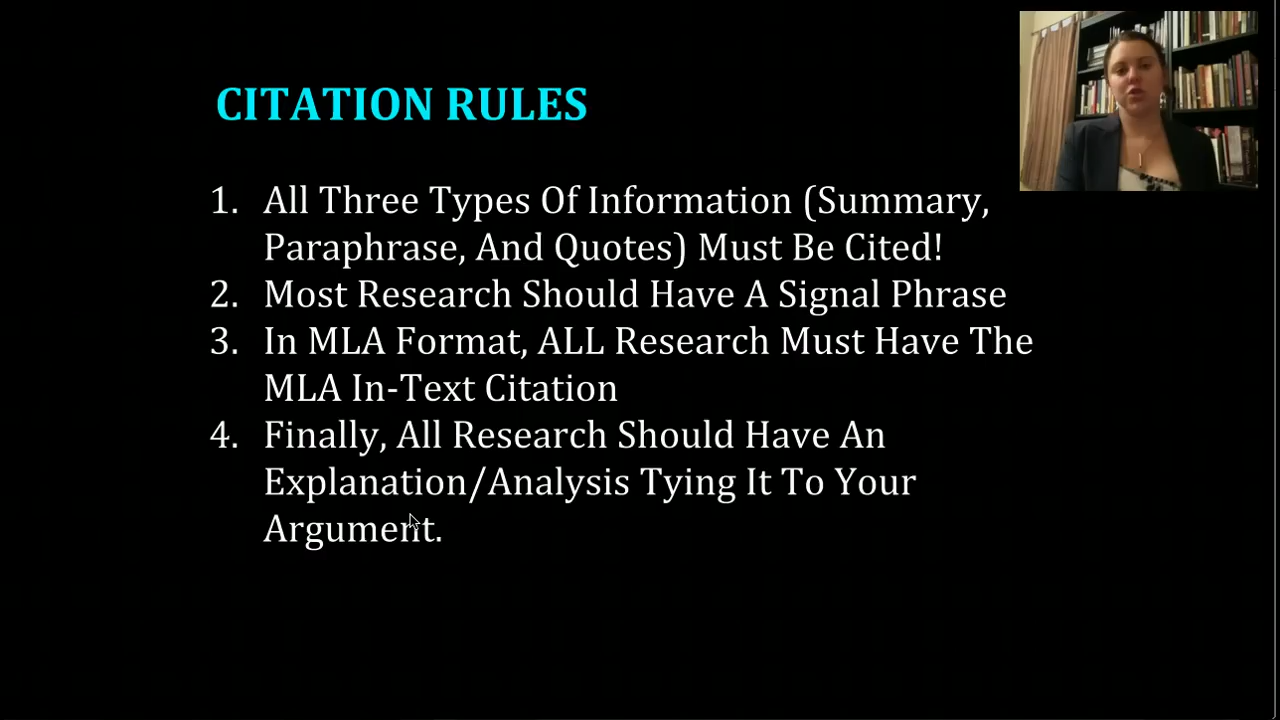 CITATION RULES
1. All Three Types Of Information (Summary,
Paraphrase, And Quotes) Must Be Cited!
2. Most Research Should Have A Signal Phrase
3. In MLA Format, ALL Research Must Have The
MLA In-Text Citation
4. Finally, All Research Should Have An
Explanation/Analysis Tying It To Your
Argument.